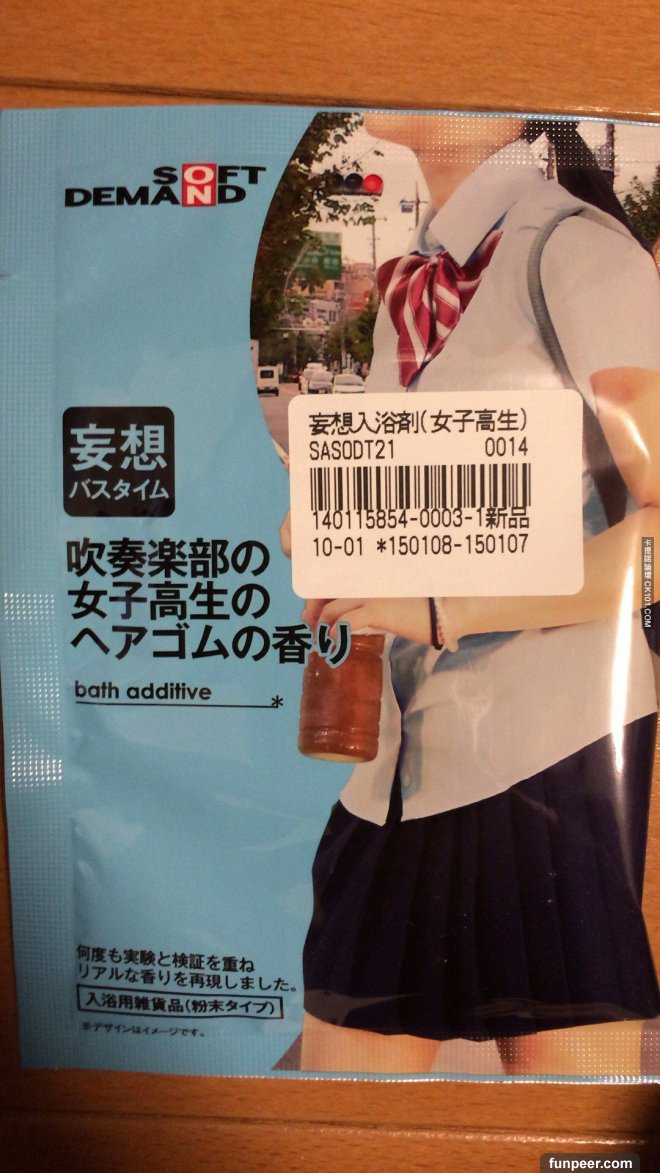 SOFT
ON
DEMAND
妄想
バスタイム
妄想入浴剤(女子高生)
SASODT21 0014
140115854-0003-1新品
10-01 *150108-150107
吹奏楽部の
女子高生の
ヘアゴムの香り
bath additive
*
何度も実験と検証を重ね
リアルな香りを再現しました。
入浴用雑貨品(粉末タイプ)
※デザインはイメージです。
卡提諾論壇 CK101.COM
funpeer.com